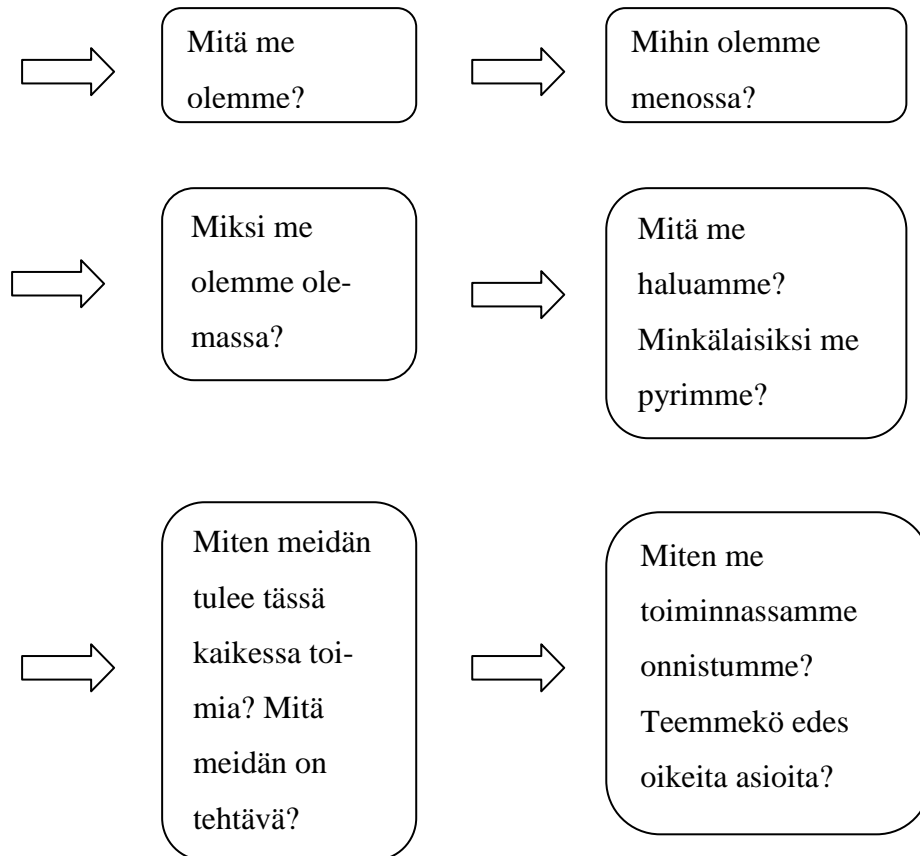 Mitä me
olemme?
Mihin olemme
menossa?
Miksi me
olemme ole-
massa?
Mitä me
haluamme?
Minkälaisiksi me
pyrimme?
Miten meidän
tulee tässä
kaikessa toi-
mia? Mitä
meidän on
tehtävä?
Miten me
toiminnassamme
onnistumme?
Teemmekö edes
oikeita asioita?